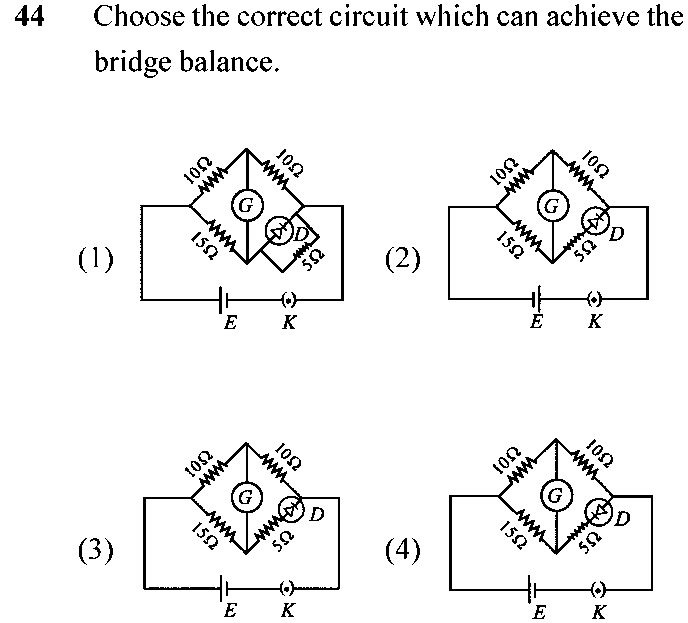 44 Choose the correct circuit which can achieve the
bridge balance.
10Ω 10Ω
G
15Ω D
5Ω
(1)
E K
10Ω 10Ω
G
15Ω 5Ω D
(2)
E K
10Ω 10Ω
G
15Ω 5Ω D
(3)
E K
10Ω 10Ω
G
15Ω 5Ω D
(4)
E K